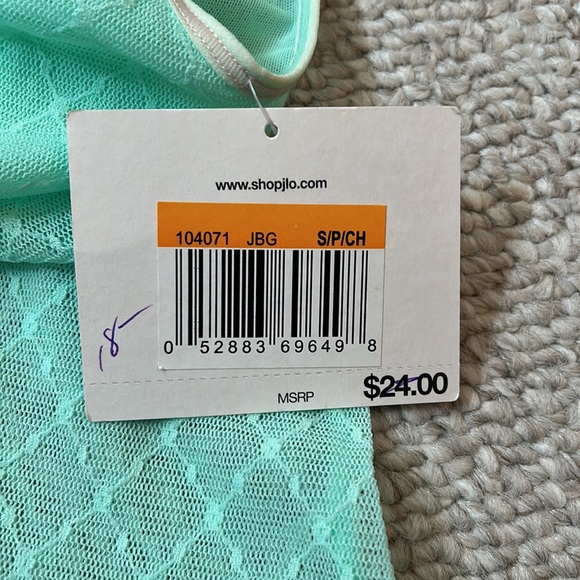 www.shopjlo.com
104071 JBG S/P/CH
0 52883 69649 8
18-
MSRP $24.00